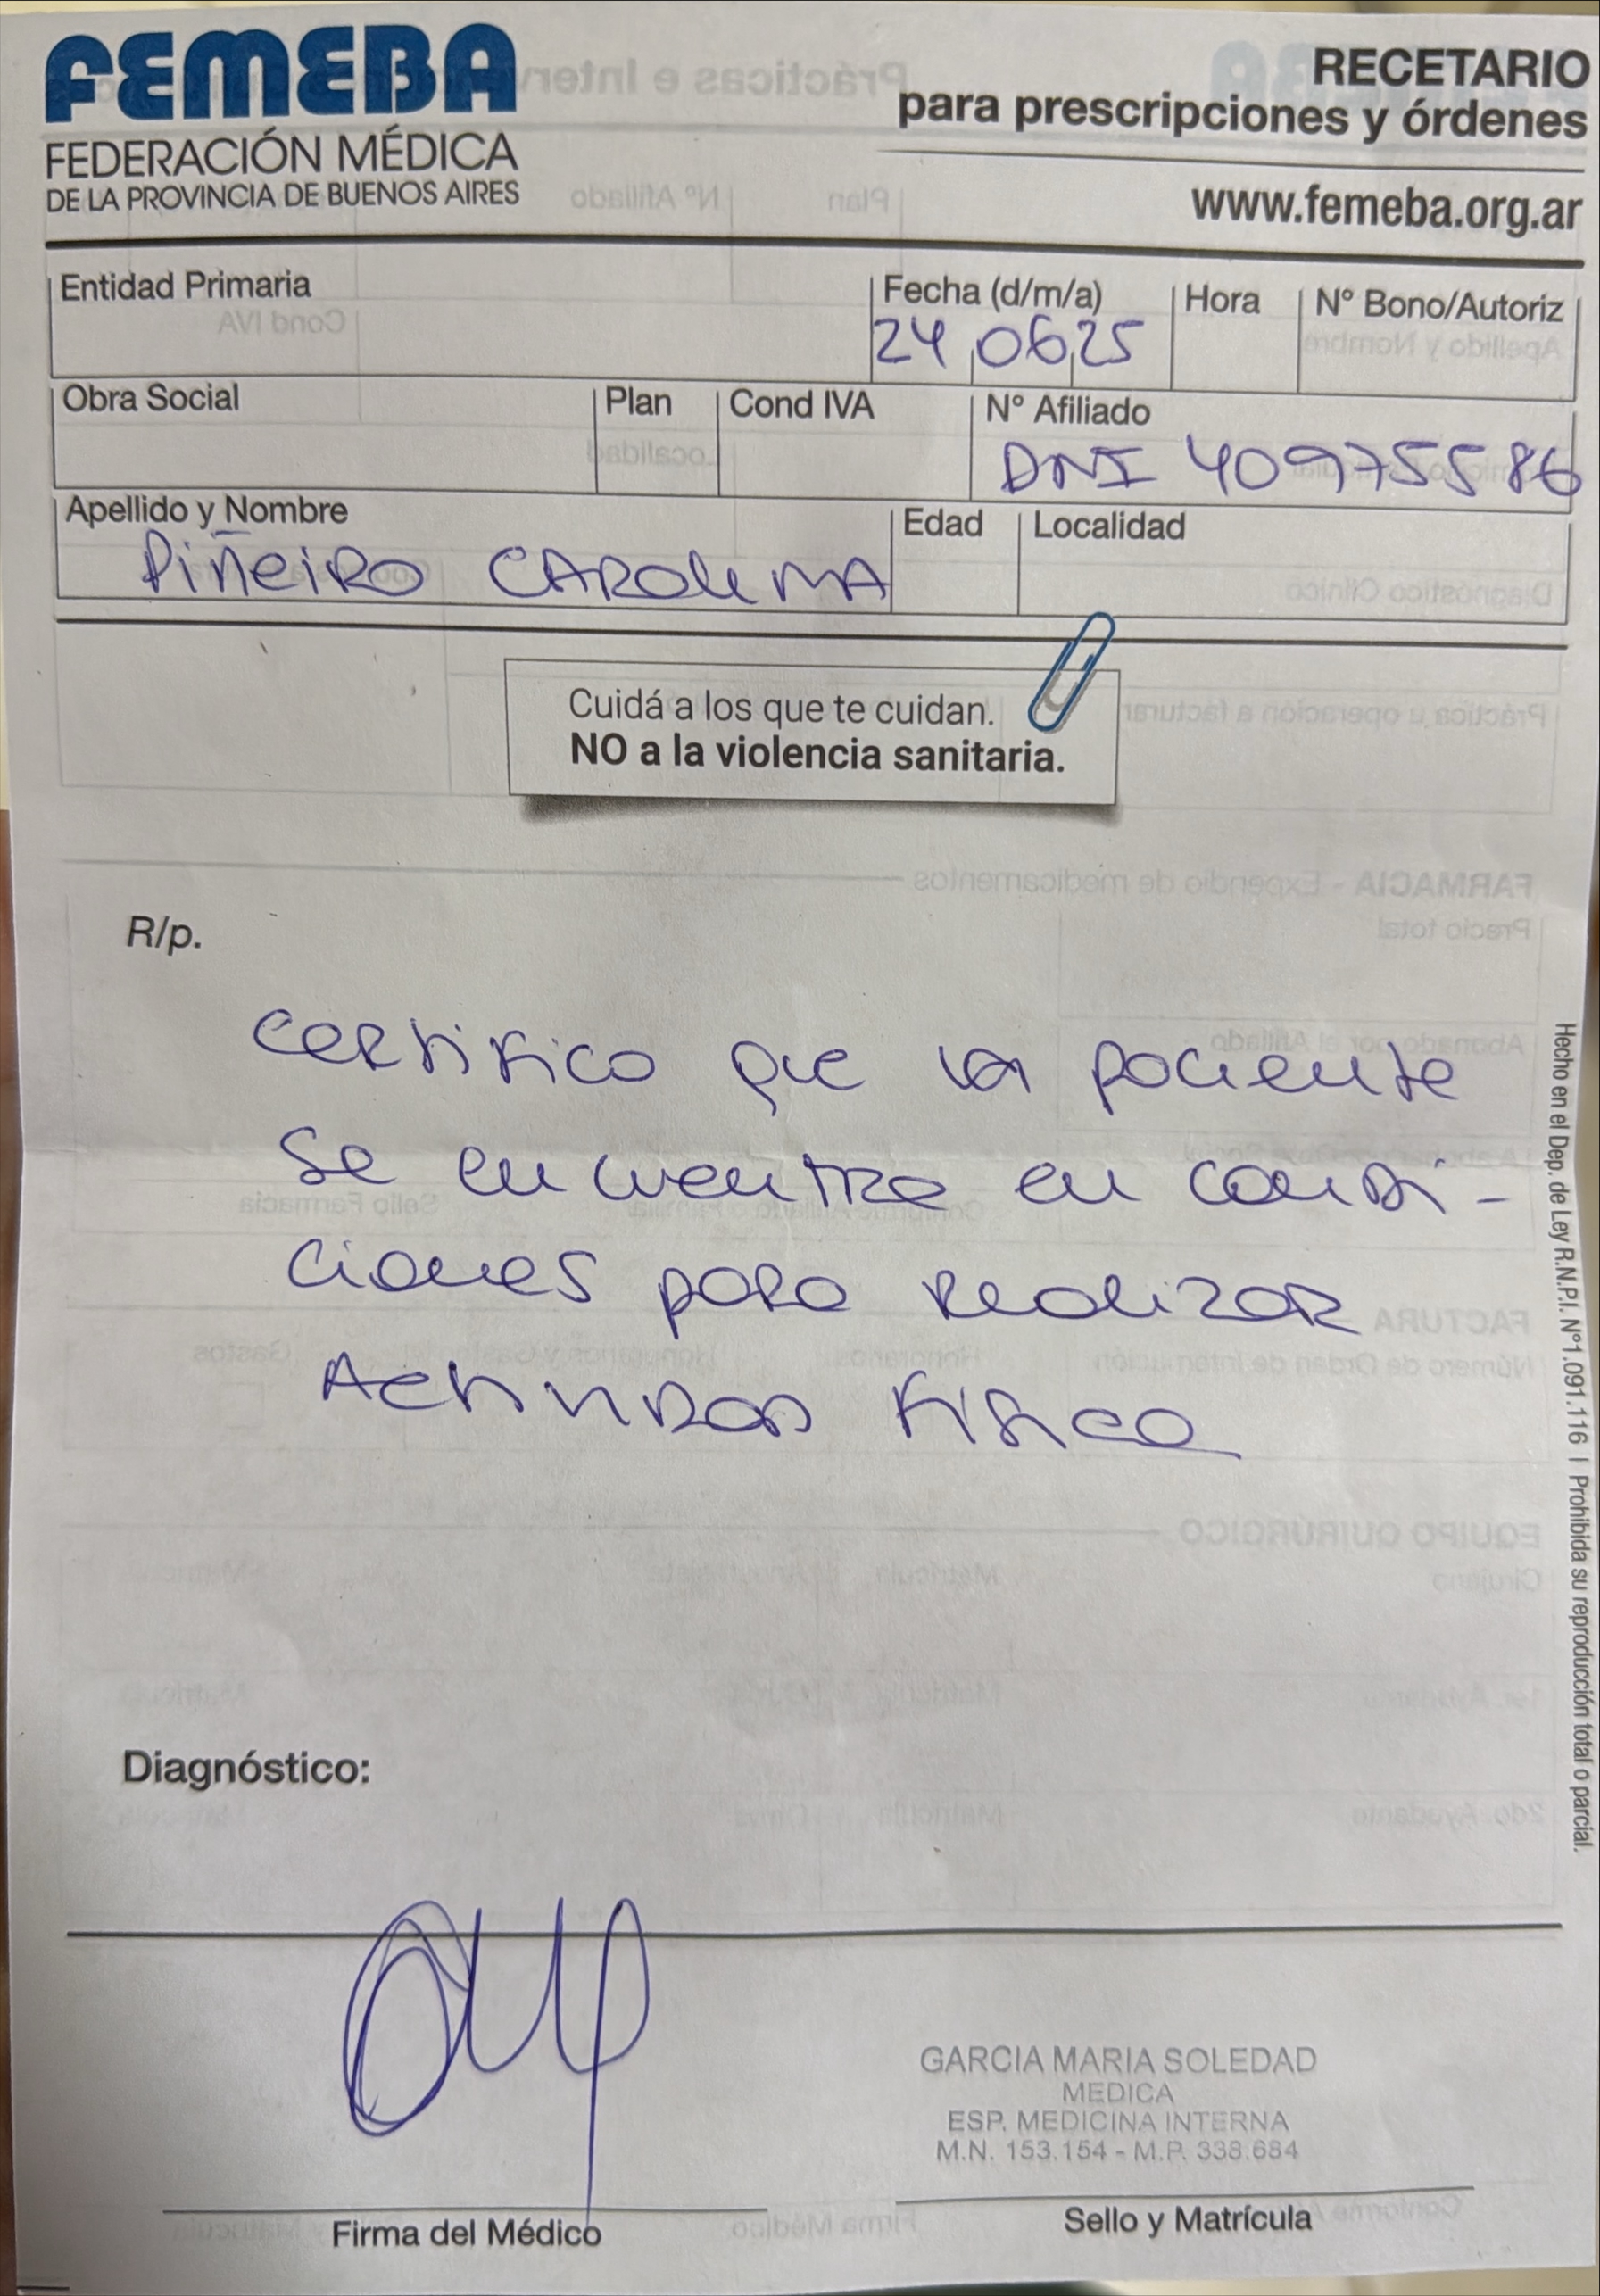 FEMEBA
FEDERACIÓN MÉDICA
DE LA PROVINCIA DE BUENOS AIRES
RECETARIO
para prescripciones y órdenes
www.femeba.org.ar
Entidad Primaria
Fecha (d/m/a)
24 06 25
Hora
N° Bono/Autoriz
Obra Social
Plan
Cond IVA
N° Afiliado
DNI 40975586
Apellido y Nombre
Piñeiro CAROLINA
Edad
Localidad
Cuidá a los que te cuidan.
NO a la violencia sanitaria.
R/p.
Certifico que la paciente
se encuentra en condi-
ciones para realizar
Actividad Fisica
Diagnóstico:
Firma del Médico
GARCIA MARIA SOLEDAD
MEDICA
ESP. MEDICINA INTERNA
M.N. 153.154 - M.P. 338.684
Sello y Matrícula
Hecho en el Dep. de Ley R.N.P.I. N°1.091.116 I Prohibida su reproducción total o parcial.